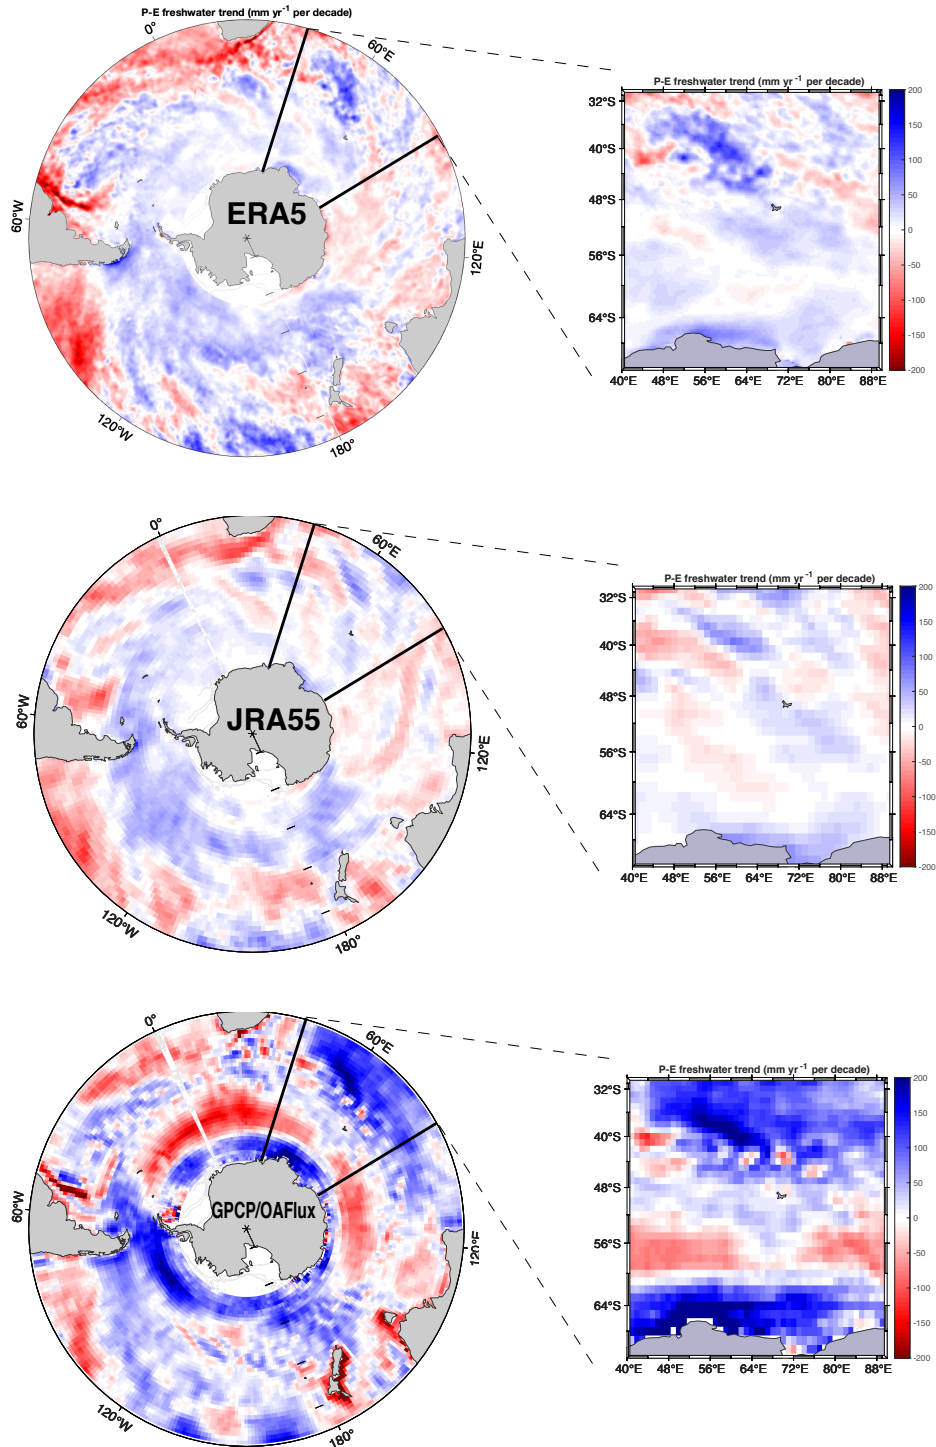 P-E freshwater trend (mm yr⁻¹ per decade)
0°
60°E
120°E
180°
120°W
60°W
ERA5
P-E freshwater trend (mm yr⁻¹ per decade)
32°S
40°S
48°S
56°S
64°S
40°E 48°E 56°E 64°E 72°E 80°E 88°E
200
150
100
50
0
-50
-100
-150
-200
0°
60°E
120°E
180°
120°W
60°W
JRA55
P-E freshwater trend (mm yr⁻¹ per decade)
32°S
40°S
48°S
56°S
64°S
40°E 48°E 56°E 64°E 72°E 80°E 88°E
200
150
100
50
0
-50
-100
-150
-200
0°
60°E
120°E
180°
120°W
60°W
GPCP/OAFlux
P-E freshwater trend (mm yr⁻¹ per decade)
32°S
40°S
48°S
56°S
64°S
40°E 48°E 56°E 64°E 72°E 80°E 88°E
200
150
100
50
0
-50
-100
-150
-200